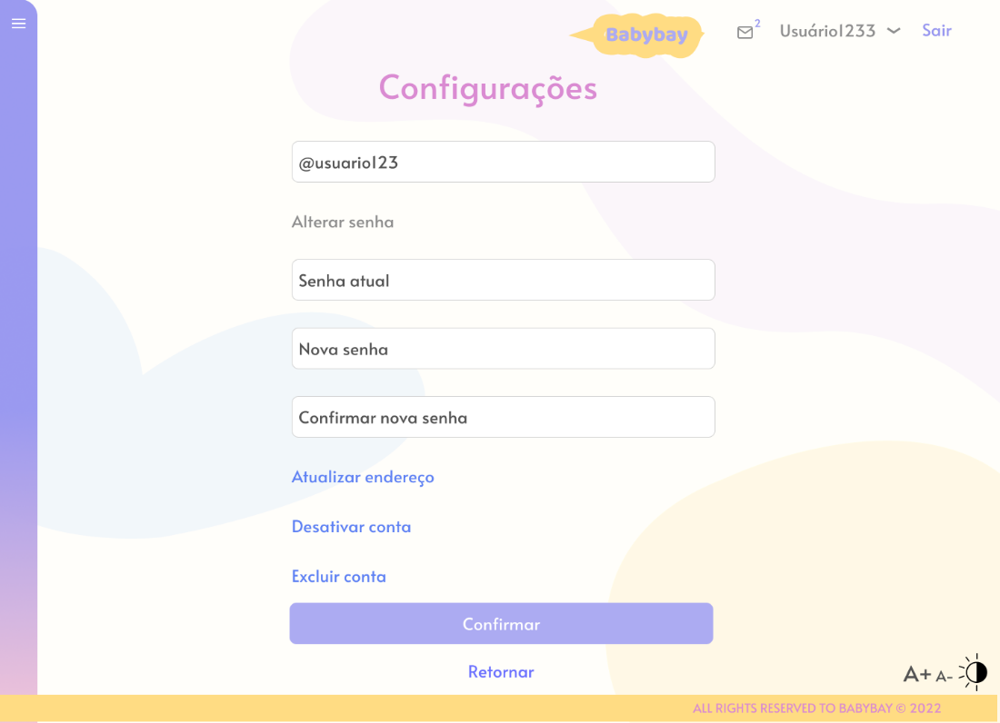 Babybay
2
Usuário1233
Sair
Configurações
@usuario123
Alterar senha
Senha atual
Nova senha
Confirmar nova senha
Atualizar endereço
Desativar conta
Excluir conta
Confirmar
Retornar
A+ A-
ALL RIGHTS RESERVED TO BABYBAY © 2022